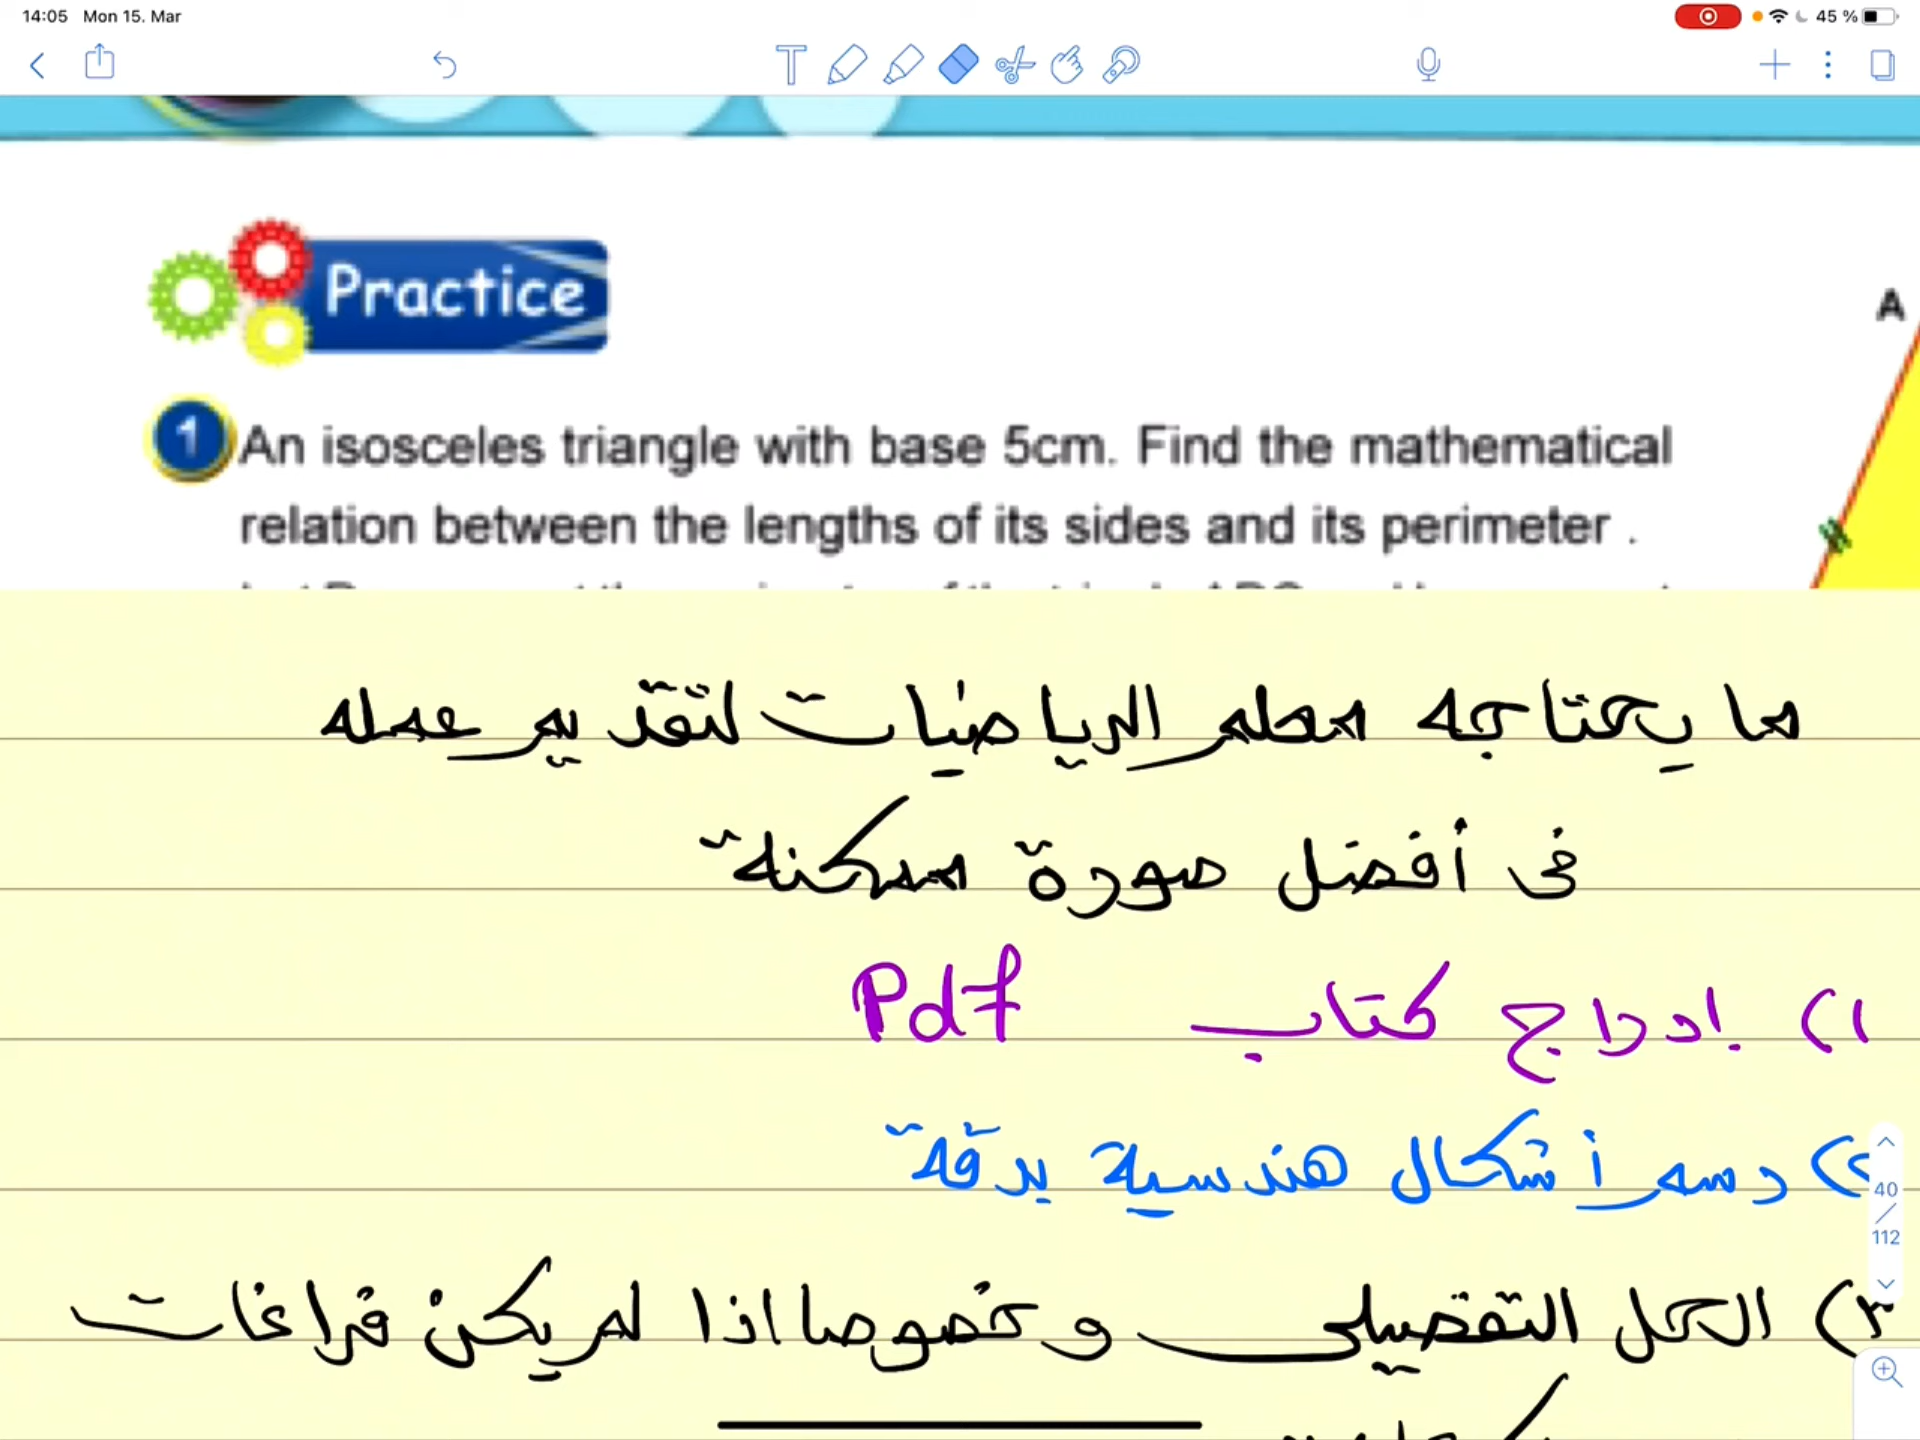 14:05 Mon 15. Mar 45 %
Practice
A
1 An isosceles triangle with base 5cm. Find the mathematical
relation between the lengths of its sides and its perimeter .
ما يحتاجه معلم الرياضيات لتقديم عمله
فى أفضل صورة ممكنة
١) إدراج كتاب Pdf
٢) رسم أشكال هندسية بدقة
40
/
112
٣) الحل التفصيلى وخصوصا اذا لم يكن فراغات